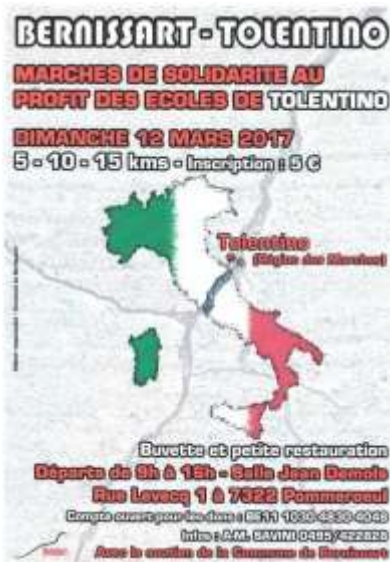 BERNISSART - TOLENTINO
MARCHES DE SOLIDARITE AU
PROFIT DES ECOLES DE TOLENTINO
DIMANCHE 12 MARS 2017
5 - 10 - 15 kms - Inscription : 5 €
Tolentino
(Région des Marches)
Buvette et petite restauration
Départs de 9h à 15h - Salle Jean Demols
Rue Lavecq 1 à 7322 Pommeroeul
Compte ouvert pour les dons : BE11 1030 4830 4048
Infos : A.M. SAVINI 0495/422828
Avec le soutien de la Commune de Bernissart